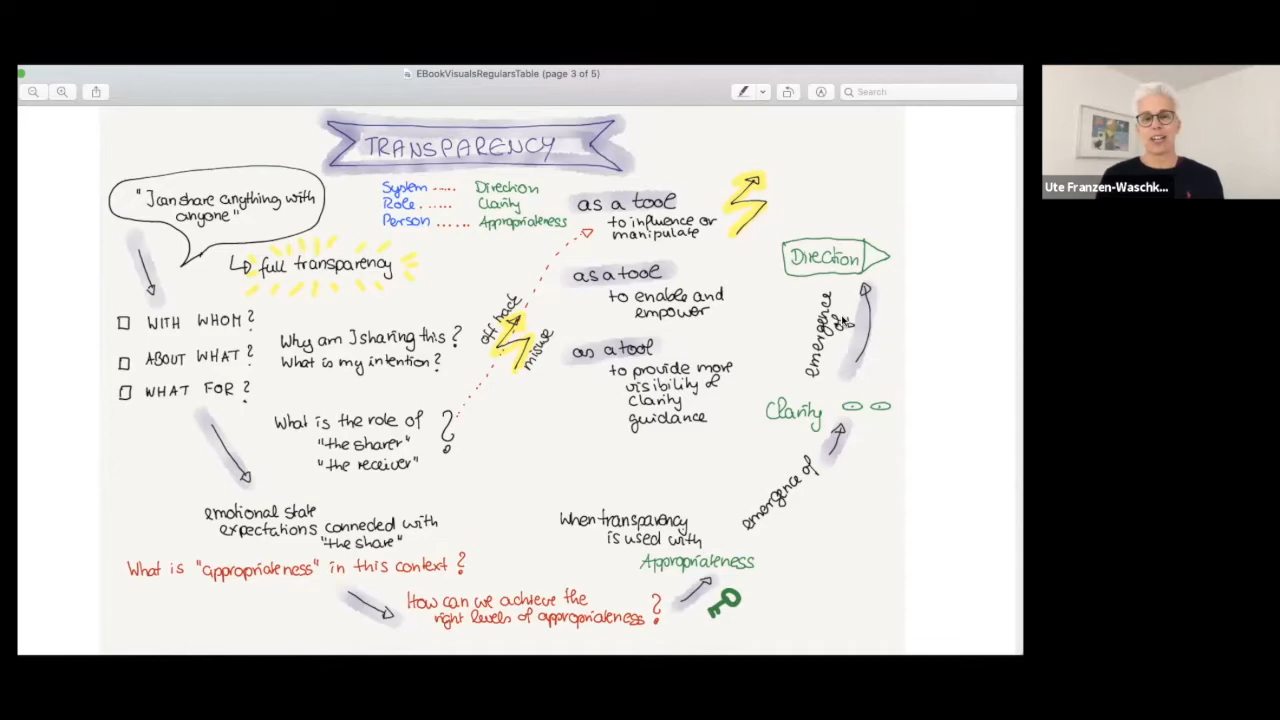 EBookVisualsRegularsTable (page 3 of 5)
Search
TRANSPARENCY
"I can share anything with
anyone"
full transparency
System ..... Direction
Role ...... Clarity
Person ...... Appropriateness
as a tool
to influence or
manipulate
as a tool
to enable and
empower
as a tool
to provide more
visibility &
clarity
guidance
WITH WHOM?
ABOUT WHAT?
WHAT FOR?
Why am I sharing this?
What is my intention?
off track
misuse
What is the role of
"the sharer"
"the receiver"
?
emotional state
expectations connected with
"the share"
What is "appropriateness" in this context?
How can we achieve the
right levels of appropriateness?
When transparency
is used with
Appropriateness
emergence of
Clarity
emergence
of
Direction
Ute Franzen-Waschk...